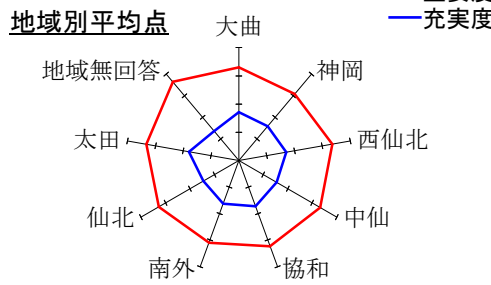 地域別平均点
充実度
大曲
神岡
西仙北
中仙
協和
南外
仙北
太田
地域無回答